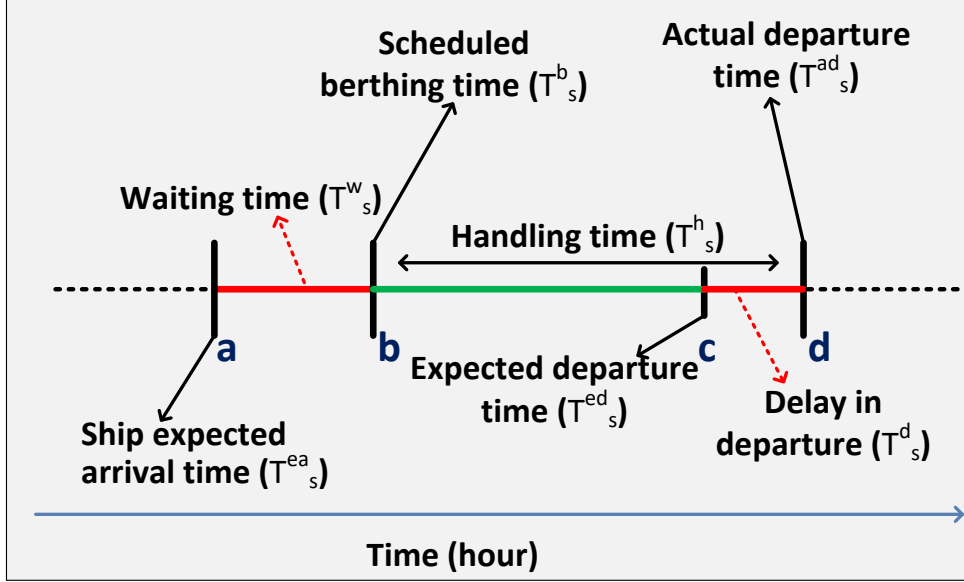 Scheduled
berthing time (T^b_s)
Actual departure
time (T^ad_s)
Waiting time (T^w_s)
Handling time (T^h_s)
a
b
c
d
Expected departure
time (T^ed_s)
Delay in
departure (T^d_s)
Ship expected
arrival time (T^ea_s)
Time (hour)